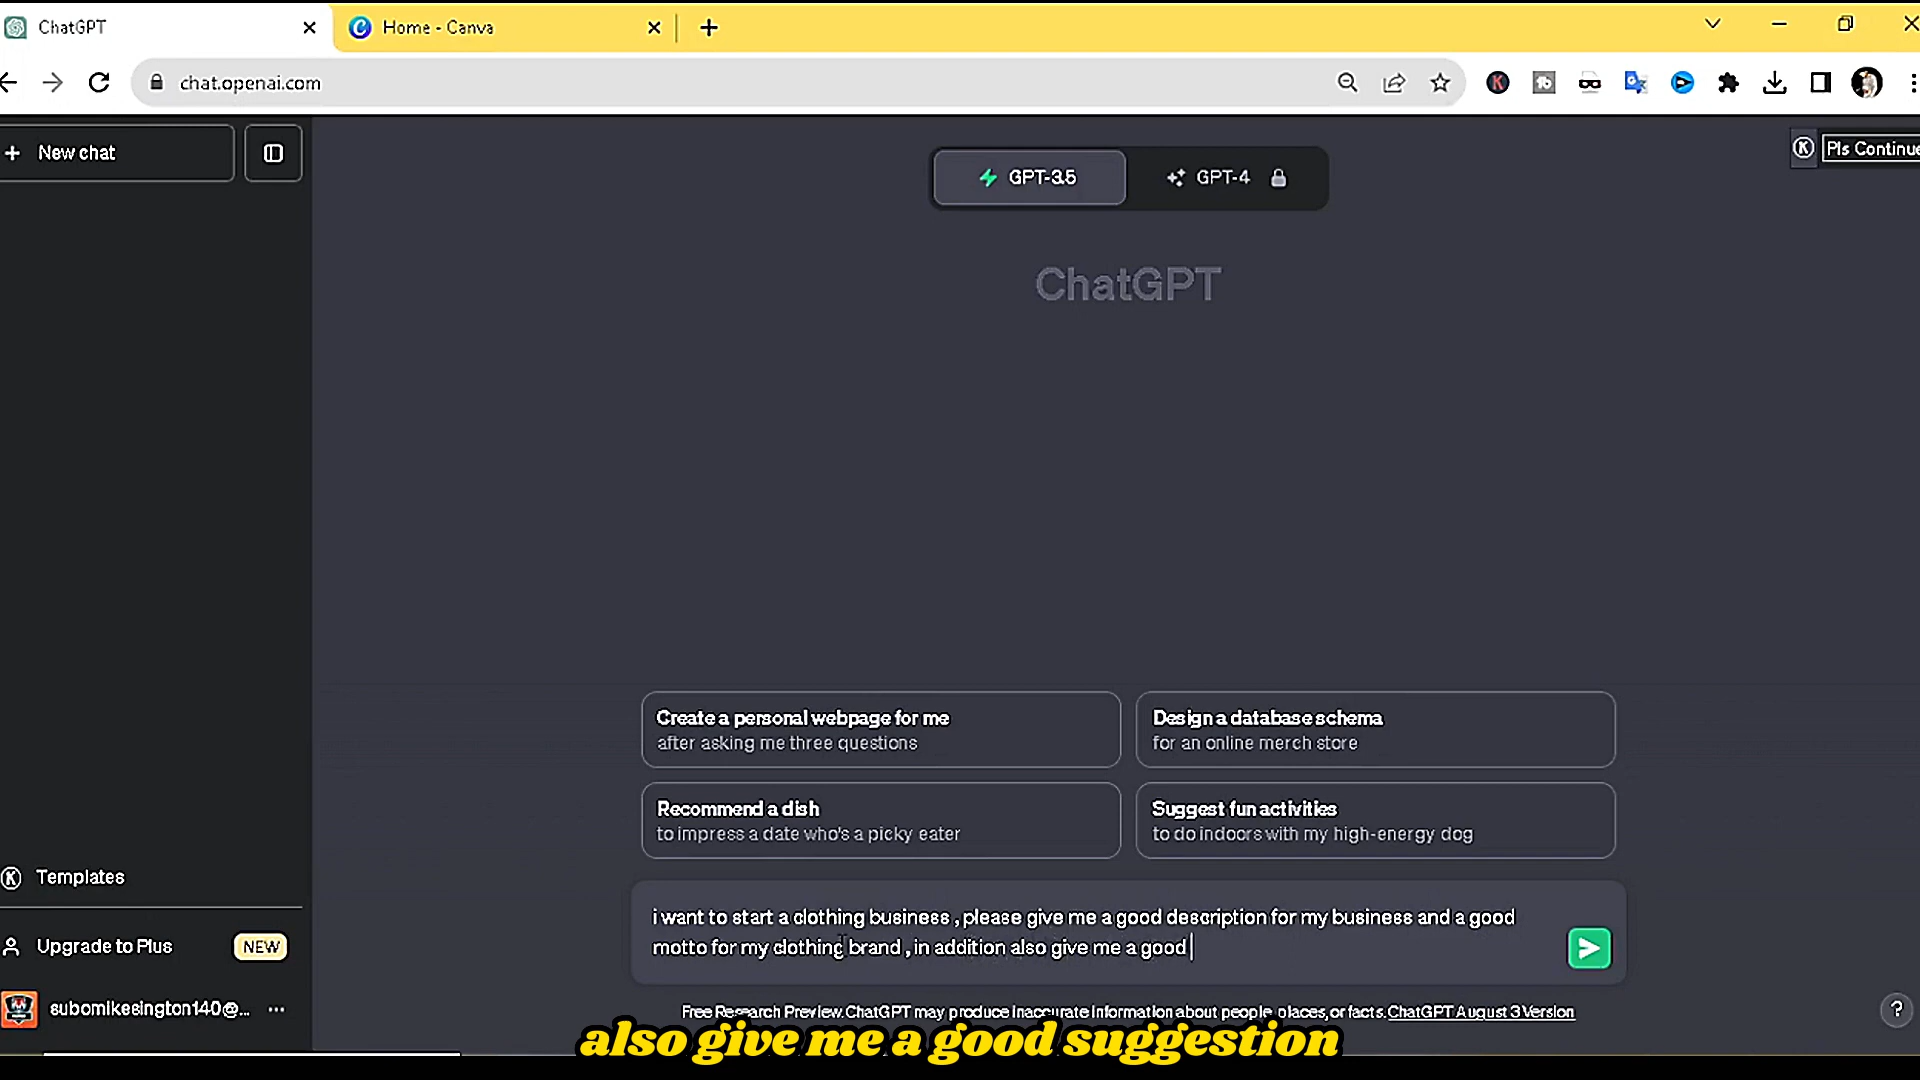 ChatGPT
Home - Canva
chat.openai.com
New chat
Pls Continue
GPT-3.5
GPT-4
ChatGPT
Create a personal webpage for me
after asking me three questions
Design a database schema
for an online merch store
Recommend a dish
to impress a date who's a picky eater
Suggest fun activities
to do indoors with my high-energy dog
Templates
i want to start a clothing business , please give me a good description for my business and a good
motto for my clothing brand , in addition also give me a good
Upgrade to Plus
NEW
subomikesington140@...
Free Research Preview. ChatGPT may produce inaccurate information about people, places, or facts. ChatGPT August 3 Version
?
also give me a good suggestion